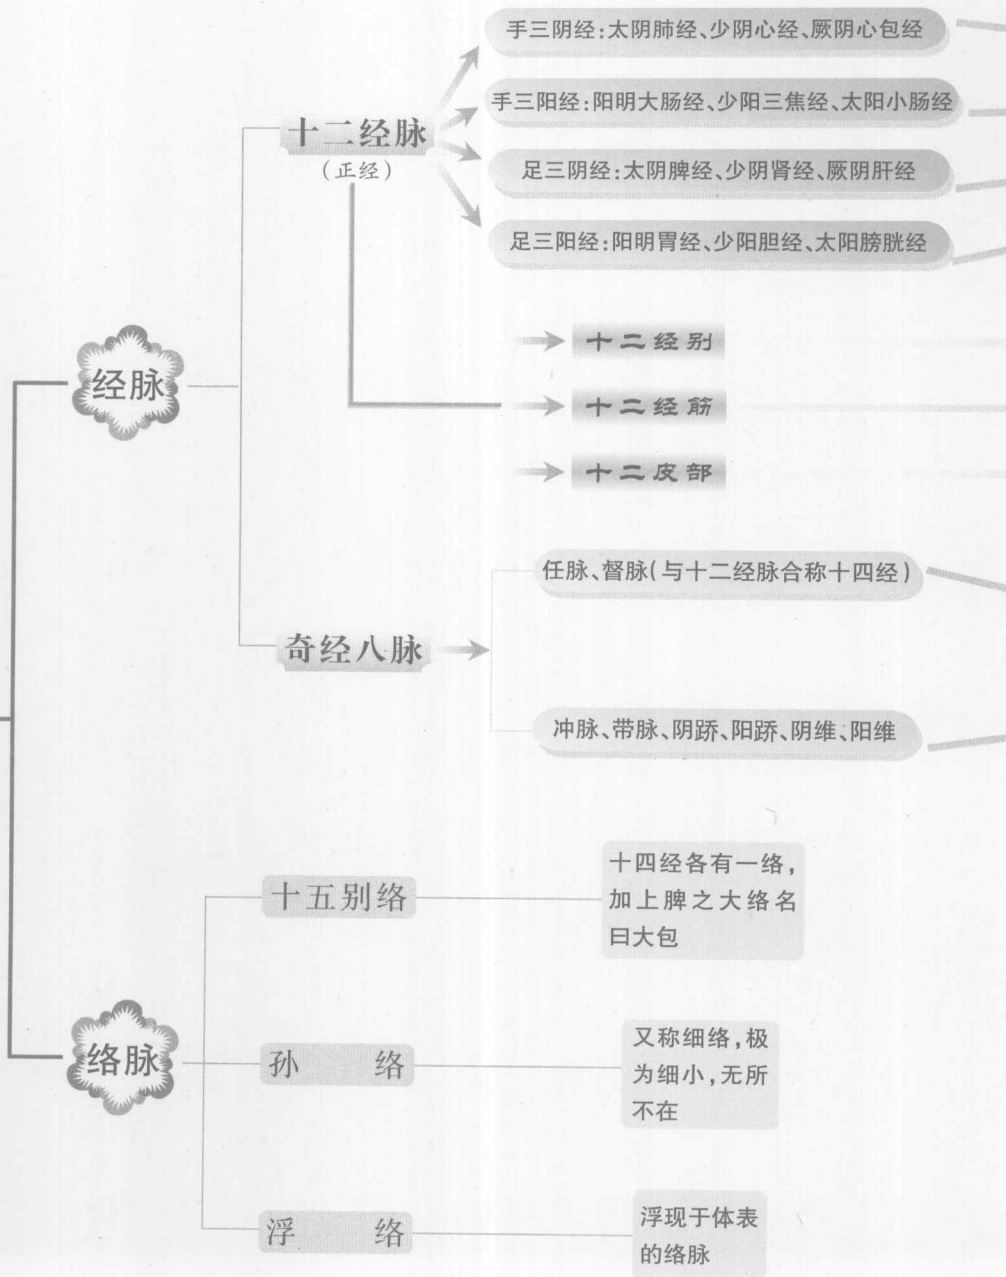 手三阴经:太阴肺经、少阴心经、厥阴心包经
手三阳经:阳明大肠经、少阳三焦经、太阳小肠经
十二经脉
(正经)
足三阴经:太阴脾经、少阴肾经、厥阴肝经
足三阳经:阳明胃经、少阳胆经、太阳膀胱经
十二经别
经脉
十二经筋
十二皮部
任脉、督脉(与十二经脉合称十四经)
奇经八脉
冲脉、带脉、阴跷、阳跷、阴维、阳维
十五别络
十四经各有一络,
加上脾之大络名
曰大包
络脉
孙 络
又称细络,极
为细小,无所
不在
浮 络
浮现于体表
的络脉